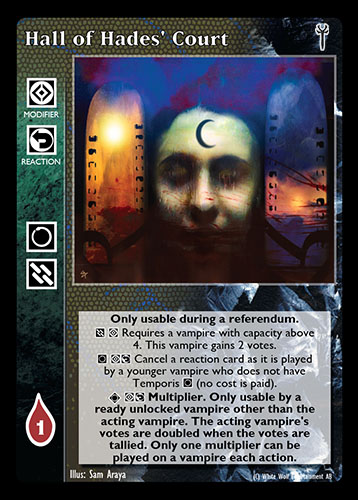 Hall of Hades' Court
MODIFIER
REACTION
Only usable during a referendum.
Requires a vampire with capacity above
4. This vampire gains 2 votes.
Cancel a reaction card as it is played
by a younger vampire who does not have
Temporis (no cost is paid).
Multiplier. Only usable by a
ready unlocked vampire other than the
acting vampire. The acting vampire's
votes are doubled when the votes are
tallied. Only one multiplier can be
played on a vampire each action.
1
Illus: Sam Araya
(C) White Wolf Entertainment AB